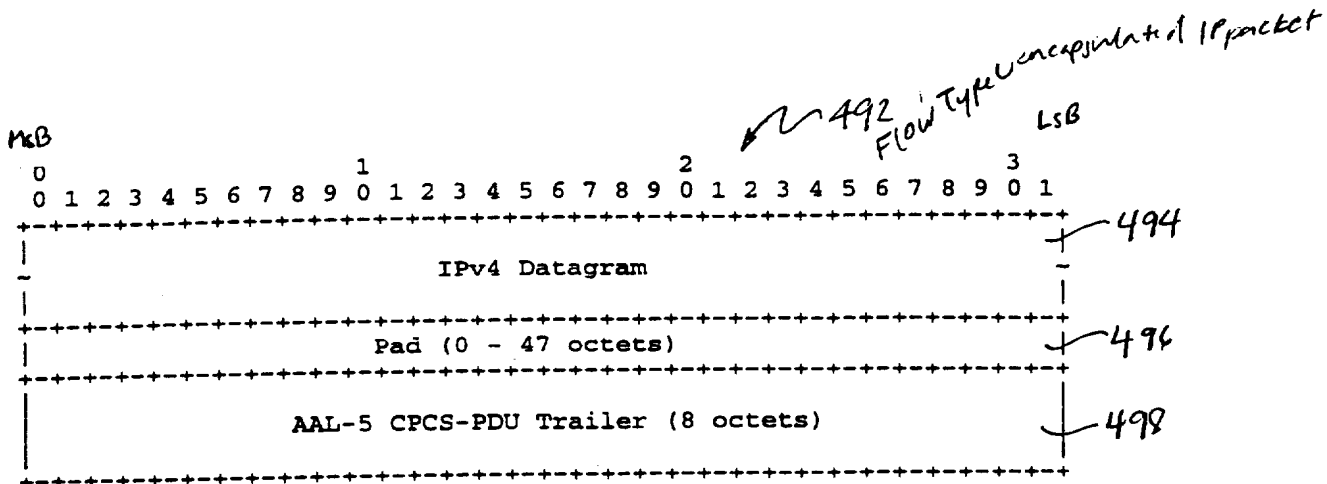 492 Flow Type 0 encapsulated IP packet
MsB LsB
0 1 2 3
0 1 2 3 4 5 6 7 8 9 0 1 2 3 4 5 6 7 8 9 0 1 2 3 4 5 6 7 8 9 0 1
+-+-+-+-+-+-+-+-+-+-+-+-+-+-+-+-+-+-+-+-+-+-+-+-+-+-+-+-+-+-+-+-+
| | 494
~ IPv4 Datagram ~
| |
+-+-+-+-+-+-+-+-+-+-+-+-+-+-+-+-+-+-+-+-+-+-+-+-+-+-+-+-+-+-+-+-+
| Pad (0 - 47 octets) | 496
+-+-+-+-+-+-+-+-+-+-+-+-+-+-+-+-+-+-+-+-+-+-+-+-+-+-+-+-+-+-+-+-+
| AAL-5 CPCS-PDU Trailer (8 octets) | 498
+-+-+-+-+-+-+-+-+-+-+-+-+-+-+-+-+-+-+-+-+-+-+-+-+-+-+-+-+-+-+-+-+